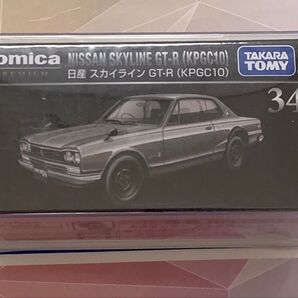 omica
PREMIUM
NISSAN SKYLINE GT-R (KPGC10)
日産 スカイライン GT-R (KPGC10)
TAKARA
TOMY
34